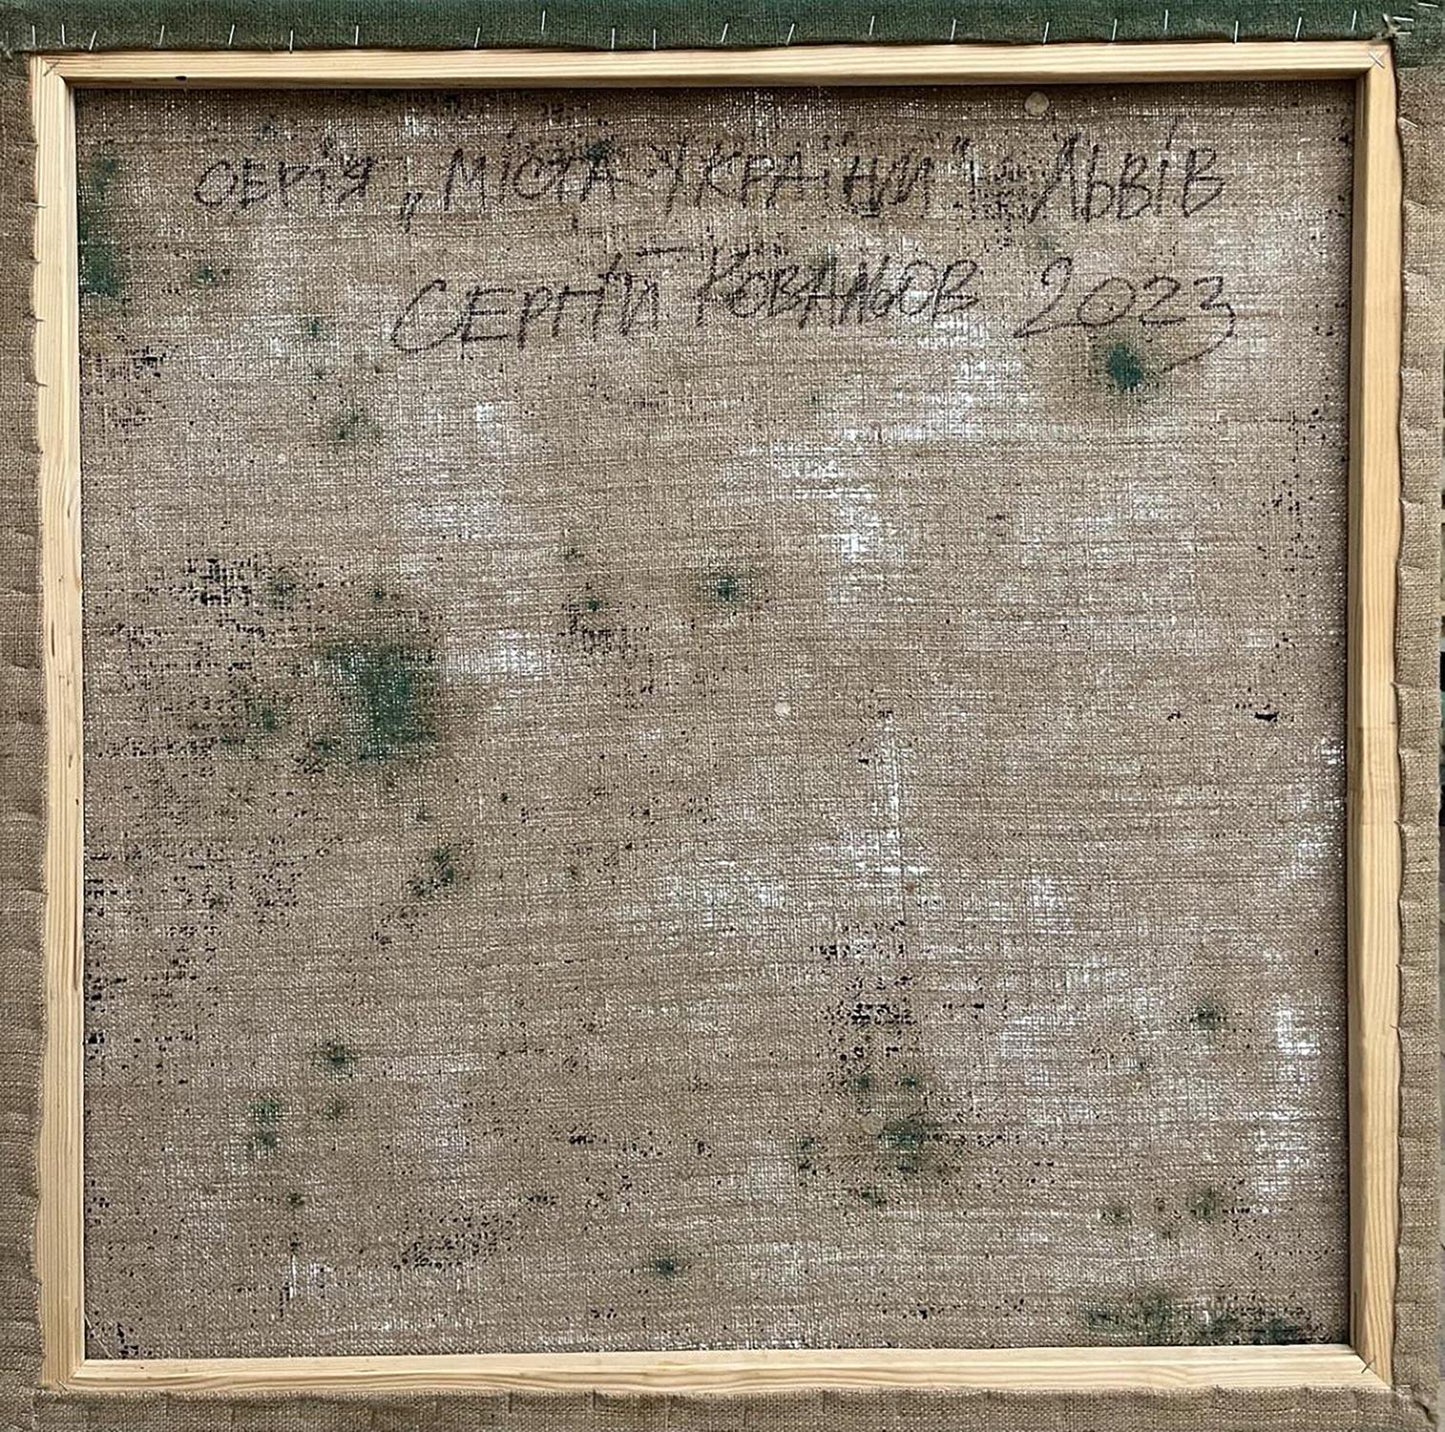 СЕРІЯ „МІСТА УКРАЇНИ": ЛЬВІВ
СЕРГІЙ КОВАЛЬОВ 2023